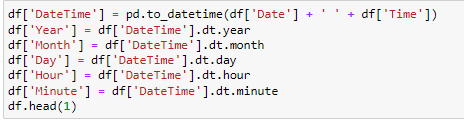 df['DateTime'] = pd.to_datetime(df['Date'] + ' ' + df['Time'])
df['Year'] = df['DateTime'].dt.year
df['Month'] = df['DateTime'].dt.month
df['Day'] = df['DateTime'].dt.day
df['Hour'] = df['DateTime'].dt.hour
df['Minute'] = df['DateTime'].dt.minute
df.head(1)